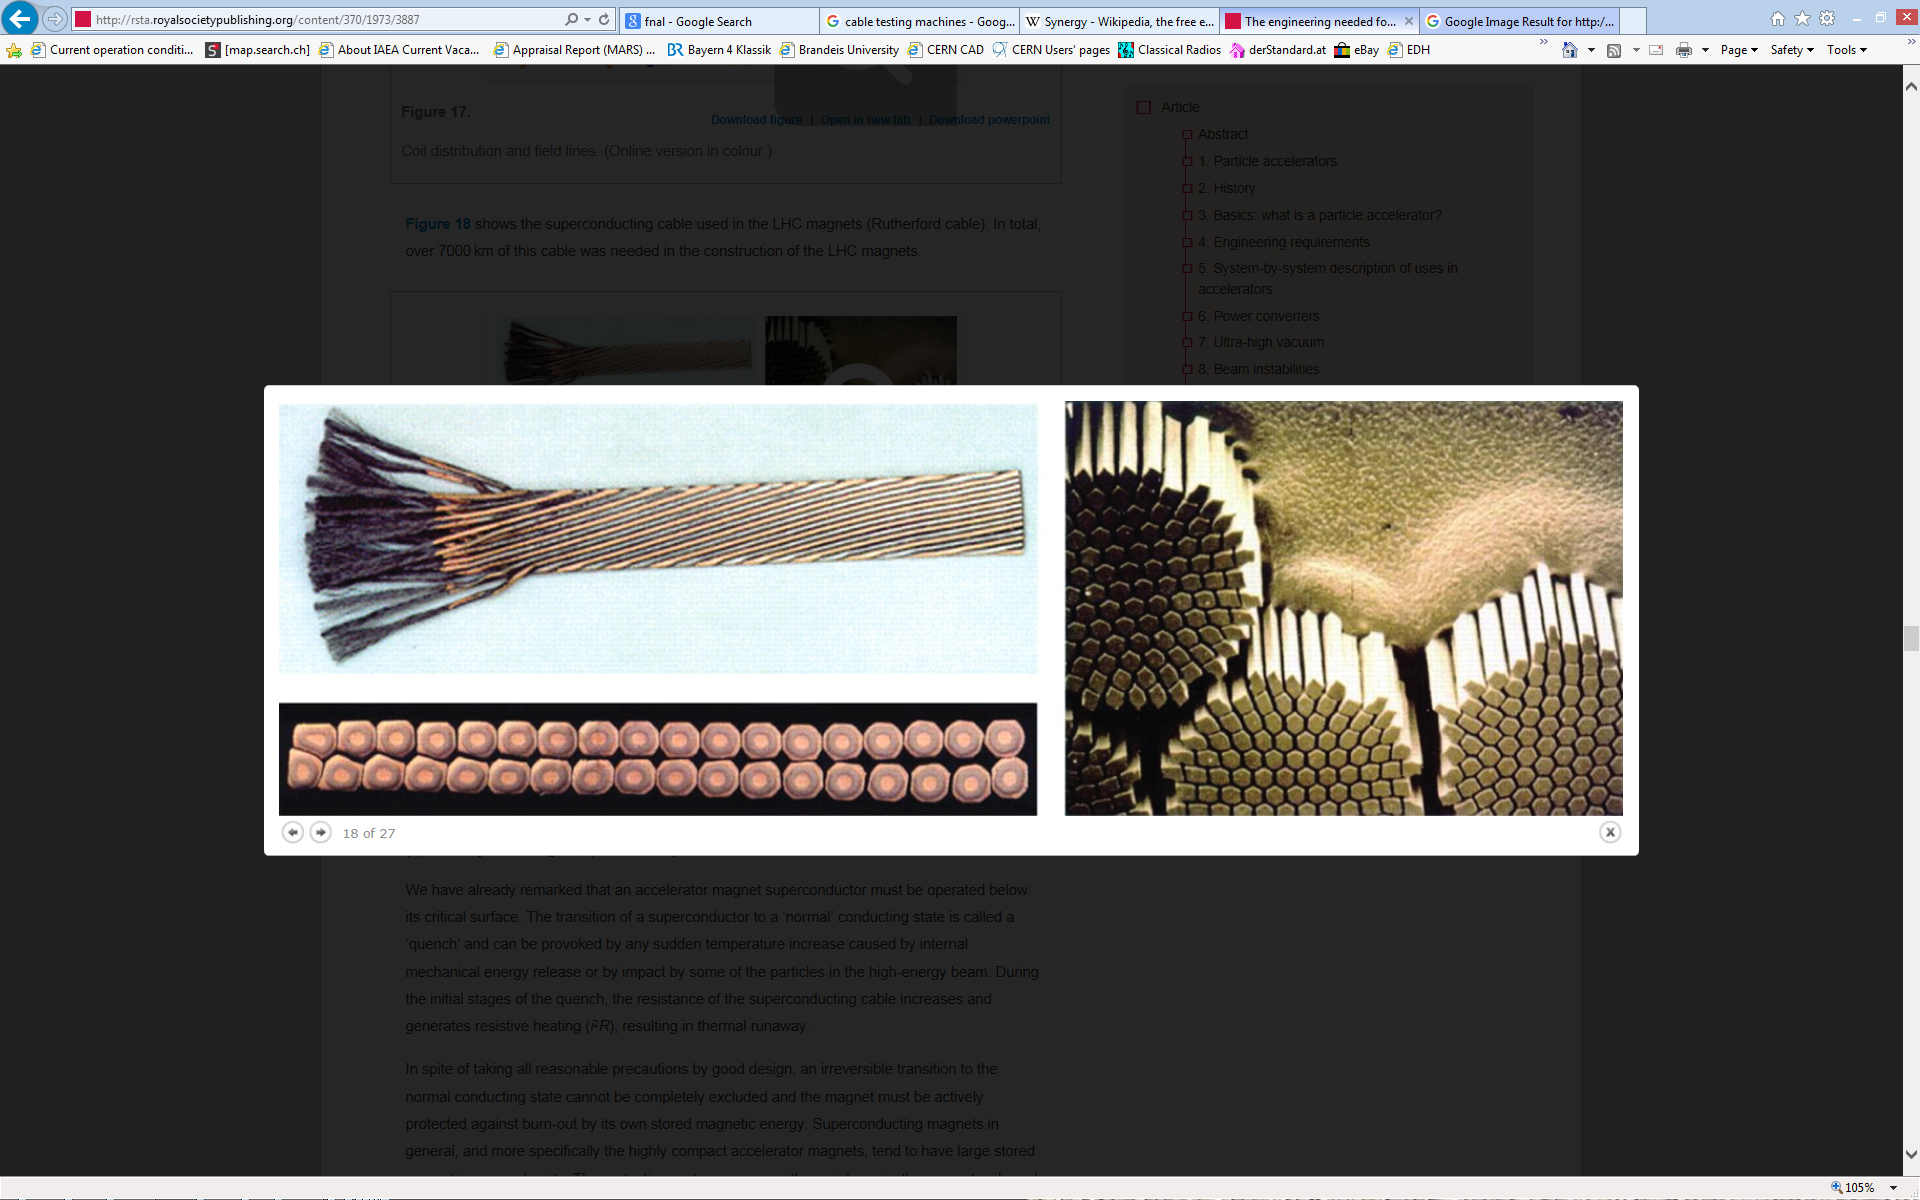 http://rsta.royalsocietypublishing.org/content/370/1973/3887
fnal - Google Search
cable testing machines - Goog...
W Synergy - Wikipedia, the free e...
The engineering needed fo...
Google Image Result for http:/...
Current operation conditi...
[map.search.ch]
About IAEA Current Vaca...
Appraisal Report (MARS) ...
BR Bayern 4 Klassik
Brandeis University
CERN CAD
CERN Users' pages
Classical Radios
derStandard.at
eBay
EDH
Page
Safety
Tools
Figure 17.
Download figure | Open in new tab | Download powerpoint
Coil distribution and field lines. (Online version in colour.)
Figure 18 shows the superconducting cable used in the LHC magnets (Rutherford cable). In total,
over 7000 km of this cable was needed in the construction of the LHC magnets.
Article
Abstract
1. Particle accelerators
2. History
3. Basics: what is a particle accelerator?
4. Engineering requirements
5. System-by-system description of uses in
accelerators
6. Power converters
7. Ultra-high vacuum
8. Beam instabilities
18 of 27
We have already remarked that an accelerator magnet superconductor must be operated below
its critical surface. The transition of a superconductor to a ‘normal’ conducting state is called a
‘quench’ and can be provoked by any sudden temperature increase caused by internal
mechanical energy release or by impact by some of the particles in the high-energy beam. During
the initial stages of the quench, the resistance of the superconducting cable increases and
generates resistive heating (I²R), resulting in thermal runaway.
In spite of taking all reasonable precautions by good design, an irreversible transition to the
normal conducting state cannot be completely excluded and the magnet must be actively
protected against burn-out by its own stored magnetic energy. Superconducting magnets in
general, and more specifically the highly compact accelerator magnets, tend to have large stored
105%